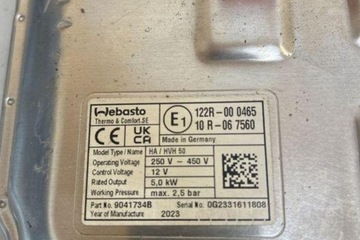 Webasto
Thermo & Comfort SE
CE UK CA E1 122R-00 0465
10 R-06 7560
Made in Germany
Model Type / Name HA / HVH 50
Operating Voltage 250 V - 450 V
Control Voltage 12 V
Rated Output 5,0 kW
Working Pressure max. 2,5 bar
Part No. 9041734B Serial No. 0G2331611808
Year of Manufacture 2023